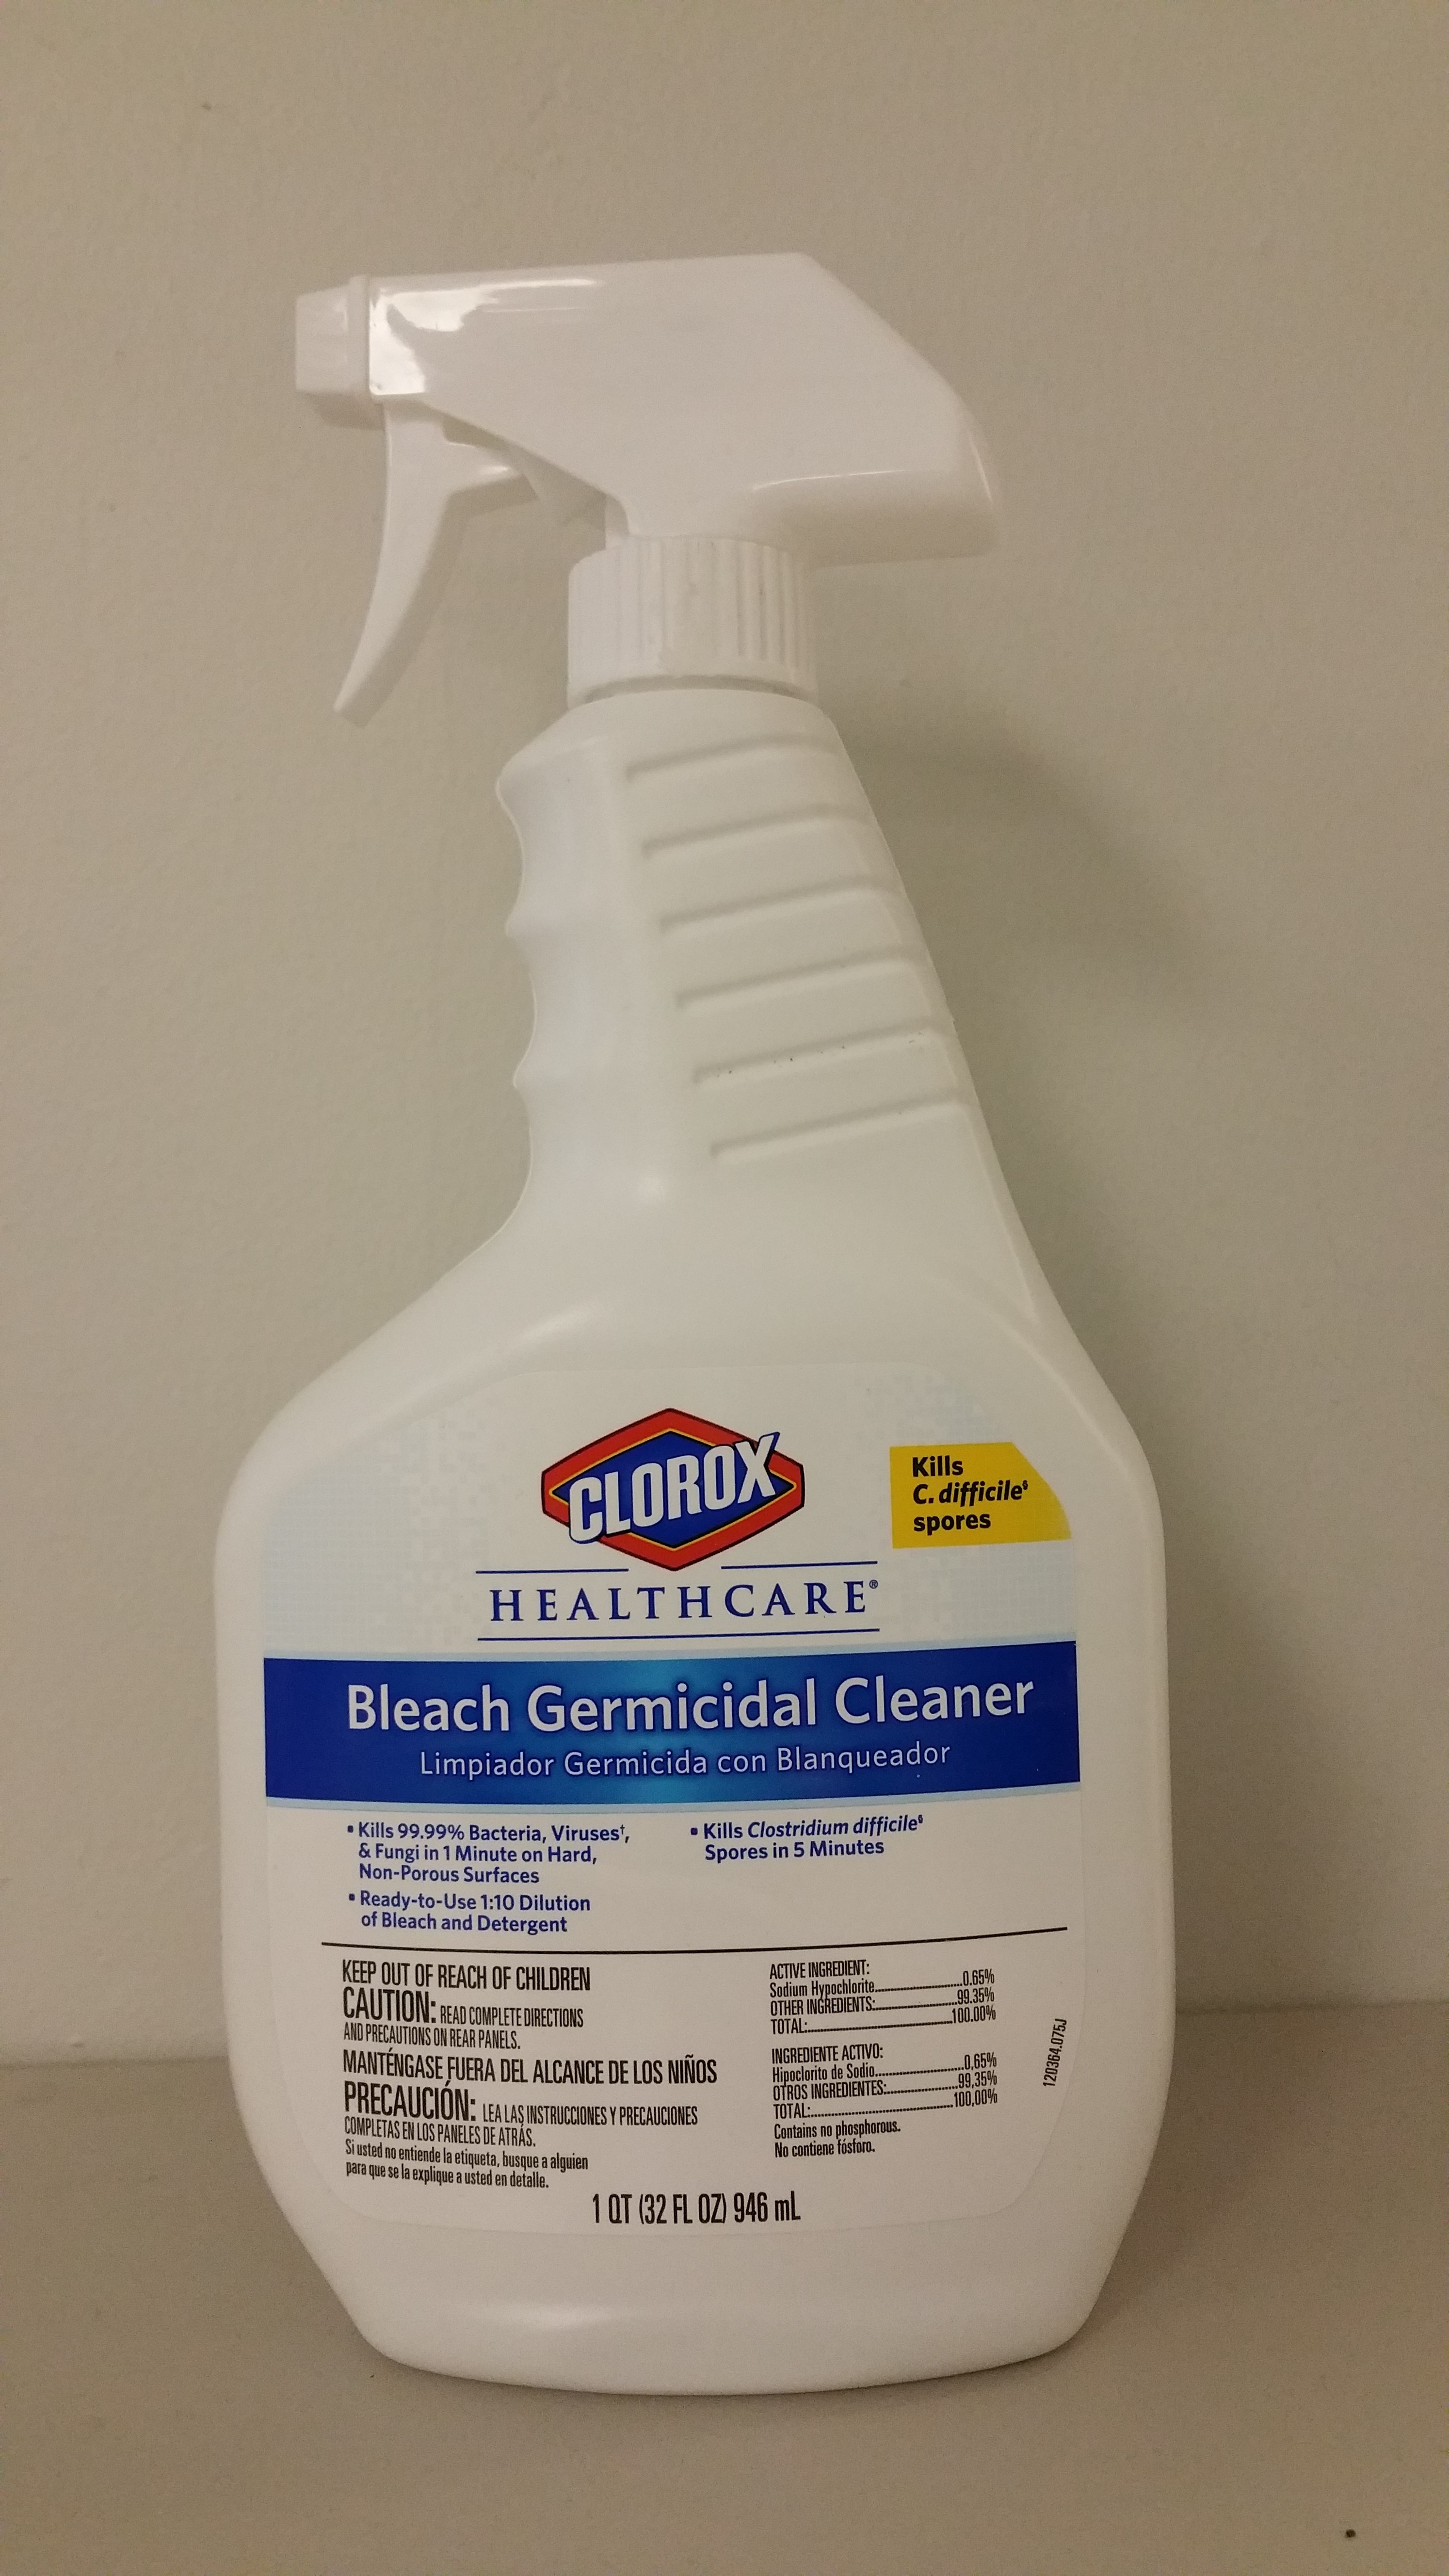 CLOROX
HEALTHCARE®
Kills
C. difficile⁶
spores
Bleach Germicidal Cleaner
Limpiador Germicida con Blanqueador
▪ Kills 99.99% Bacteria, Viruses†,
& Fungi in 1 Minute on Hard,
Non-Porous Surfaces
▪ Ready-to-Use 1:10 Dilution
of Bleach and Detergent
▪ Kills Clostridium difficile⁶
Spores in 5 Minutes
KEEP OUT OF REACH OF CHILDREN
CAUTION: READ COMPLETE DIRECTIONS
AND PRECAUTIONS ON REAR PANELS.
MANTÉNGASE FUERA DEL ALCANCE DE LOS NIÑOS
PRECAUCIÓN: LEA LAS INSTRUCCIONES Y PRECAUCIONES
COMPLETAS EN LOS PANELES DE ATRÁS.
Si usted no entiende la etiqueta, busque a alguien
para que se la explique a usted en detalle.
ACTIVE INGREDIENT:
Sodium Hypochlorite....................0.65%
OTHER INGREDIENTS:....................99.35%
TOTAL:....................100.00%
INGREDIENTE ACTIVO:
Hipoclorito de Sodio....................0,65%
OTROS INGREDIENTES:....................99,35%
TOTAL:....................100,00%
Contains no phosphorous.
No contiene fósforo.
120364.075J
1 QT (32 FL OZ) 946 mL